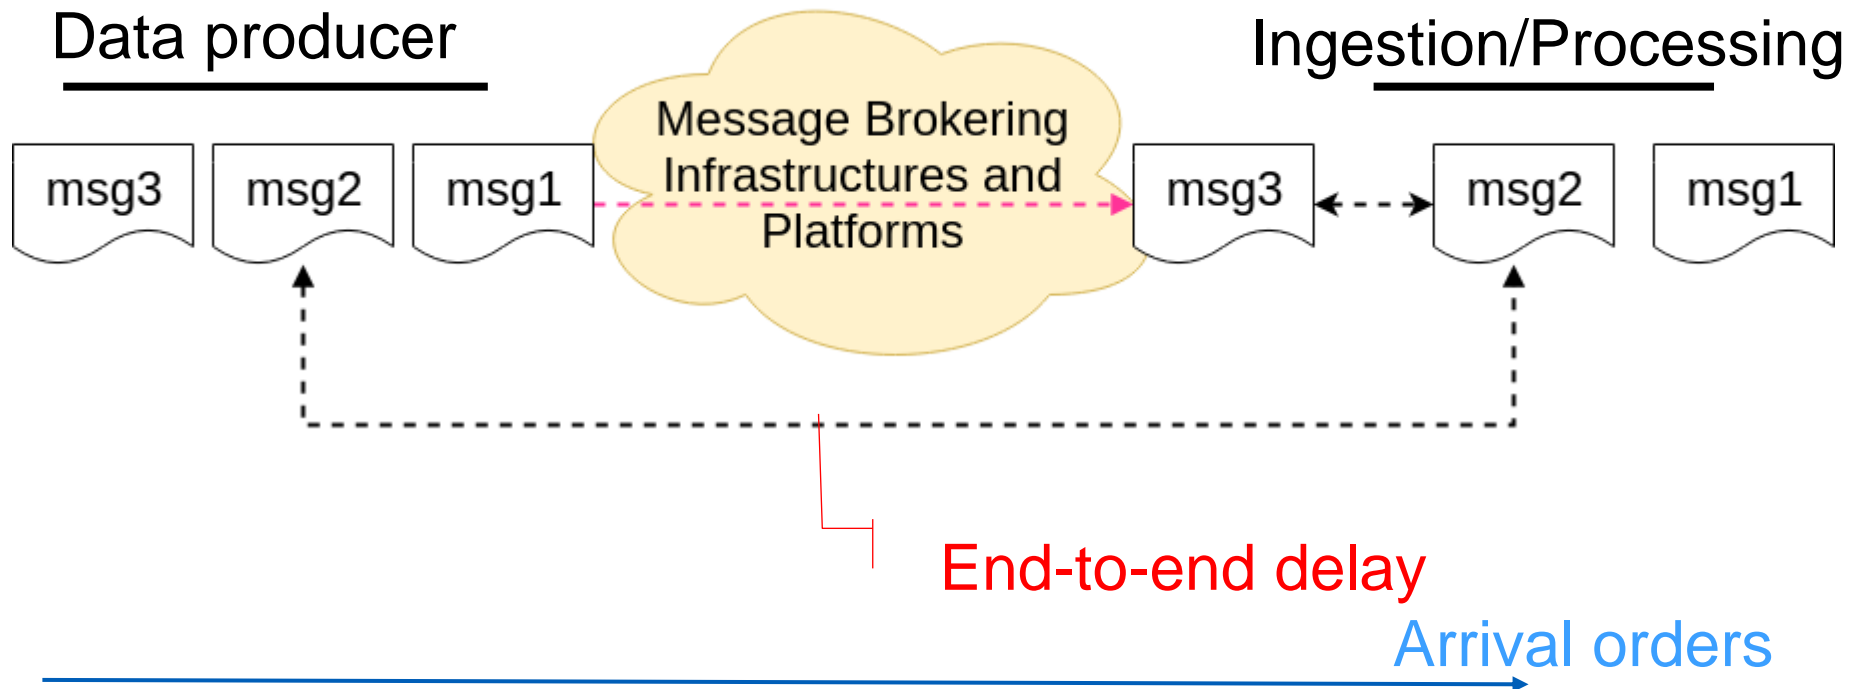 Data producer
Ingestion/Processing
Message Brokering
Infrastructures and
Platforms
msg3
msg2
msg1
msg3
msg2
msg1
End-to-end delay
Arrival orders